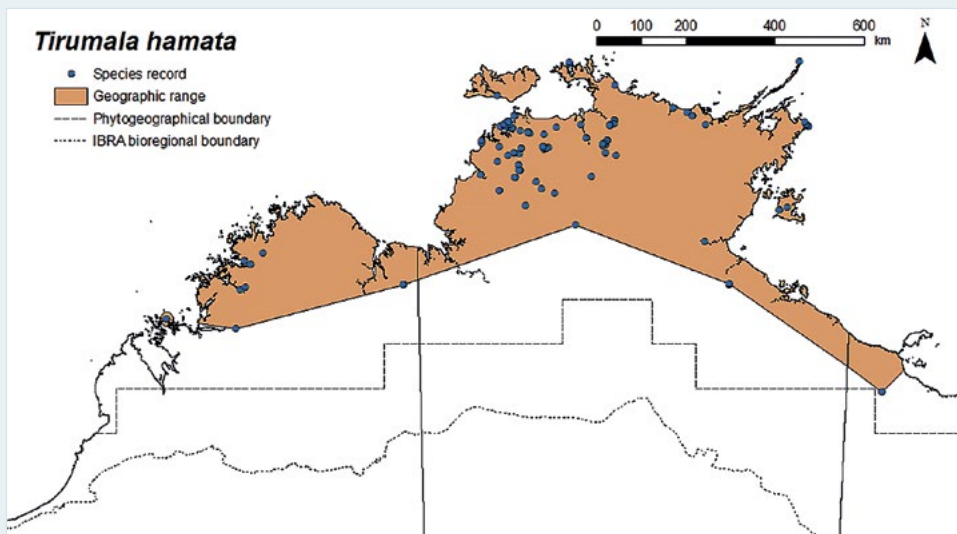 Tirumala hamata
Species record
Geographic range
Phytogeographical boundary
IBRA bioregional boundary
0 100 200 400 600
km
N